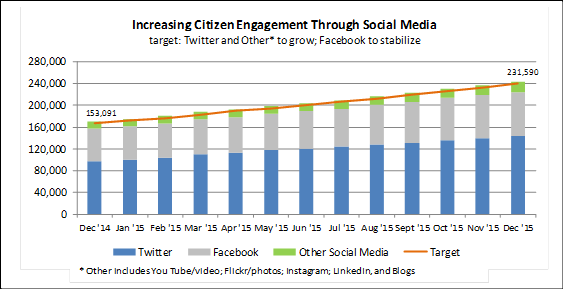 Increasing Citizen Engagement Through Social Media
target: Twitter and Other* to grow; Facebook to stabilize
280,000
240,000
200,000
160,000
120,000
80,000
40,000
0
153,091
231,590
Dec '14 Jan '15 Feb '15 Mar '15 Apr '15 May '15 Jun '15 Jul '15 Aug '15 Sept '15 Oct '15 Nov '15 Dec '15
Twitter Facebook Other Social Media Target
* Other includes You Tube/video; Flickr/photos; Instagram; LinkedIn, and Blogs